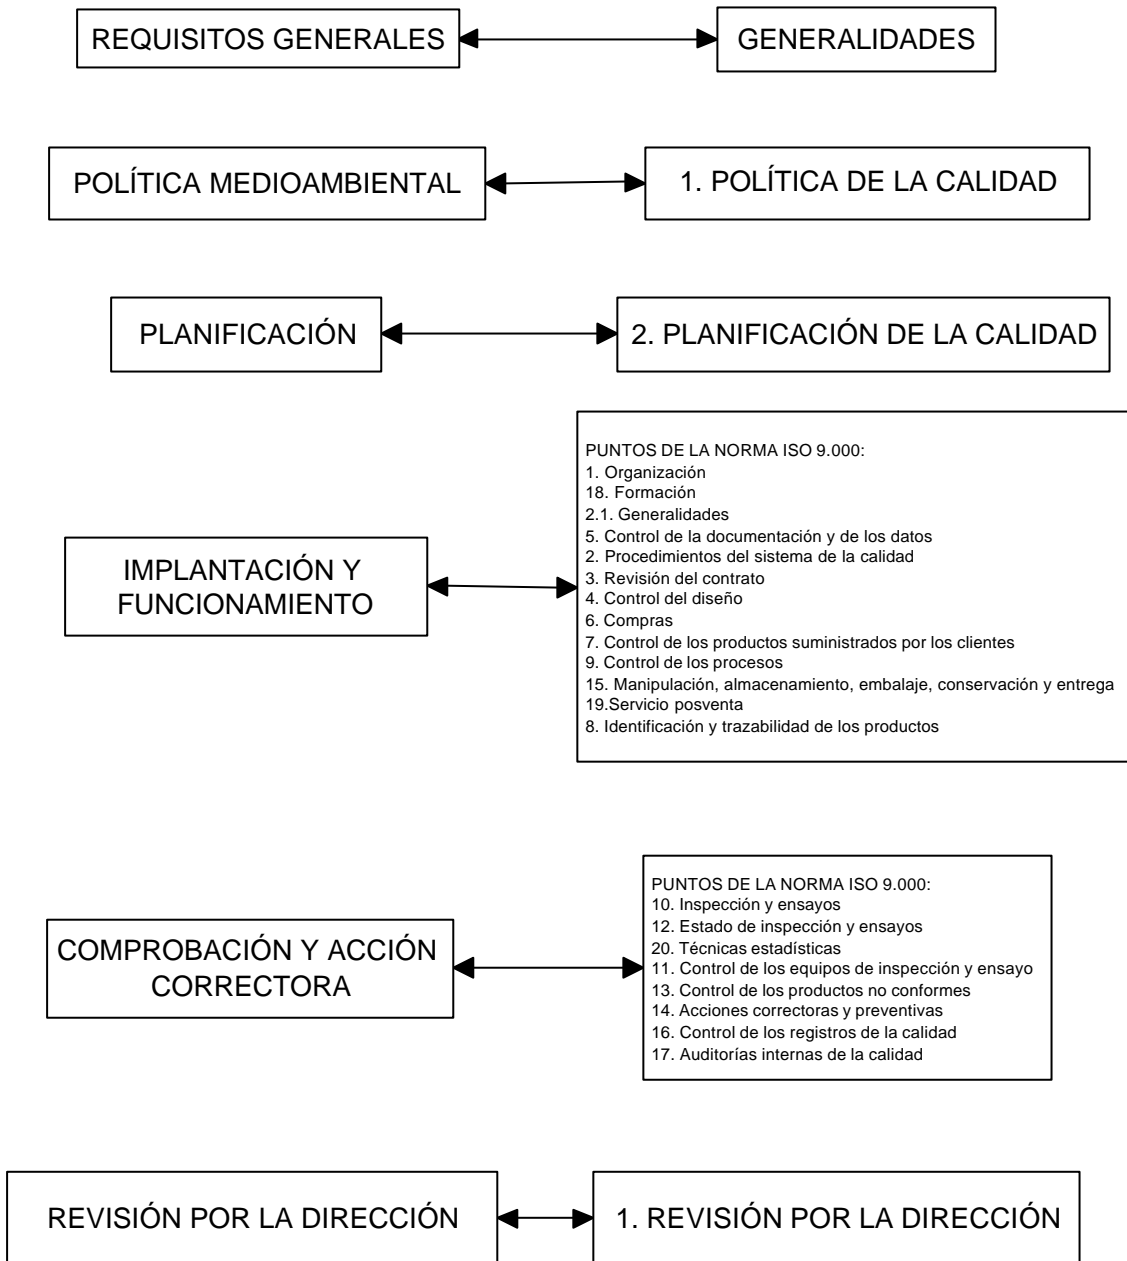 REQUISITOS GENERALES
GENERALIDADES
POLÍTICA MEDIOAMBIENTAL
1. POLÍTICA DE LA CALIDAD
PLANIFICACIÓN
2. PLANIFICACIÓN DE LA CALIDAD
IMPLANTACIÓN Y
FUNCIONAMIENTO
PUNTOS DE LA NORMA ISO 9.000:
1. Organización
18. Formación
2.1. Generalidades
5. Control de la documentación y de los datos
2. Procedimientos del sistema de la calidad
3. Revisión del contrato
4. Control del diseño
6. Compras
7. Control de los productos suministrados por los clientes
9. Control de los procesos
15. Manipulación, almacenamiento, embalaje, conservación y entrega
19.Servicio posventa
8. Identificación y trazabilidad de los productos
COMPROBACIÓN Y ACCIÓN
CORRECTORA
PUNTOS DE LA NORMA ISO 9.000:
10. Inspección y ensayos
12. Estado de inspección y ensayos
20. Técnicas estadísticas
11. Control de los equipos de inspección y ensayo
13. Control de los productos no conformes
14. Acciones correctoras y preventivas
16. Control de los registros de la calidad
17. Auditorías internas de la calidad
REVISIÓN POR LA DIRECCIÓN
1. REVISIÓN POR LA DIRECCIÓN